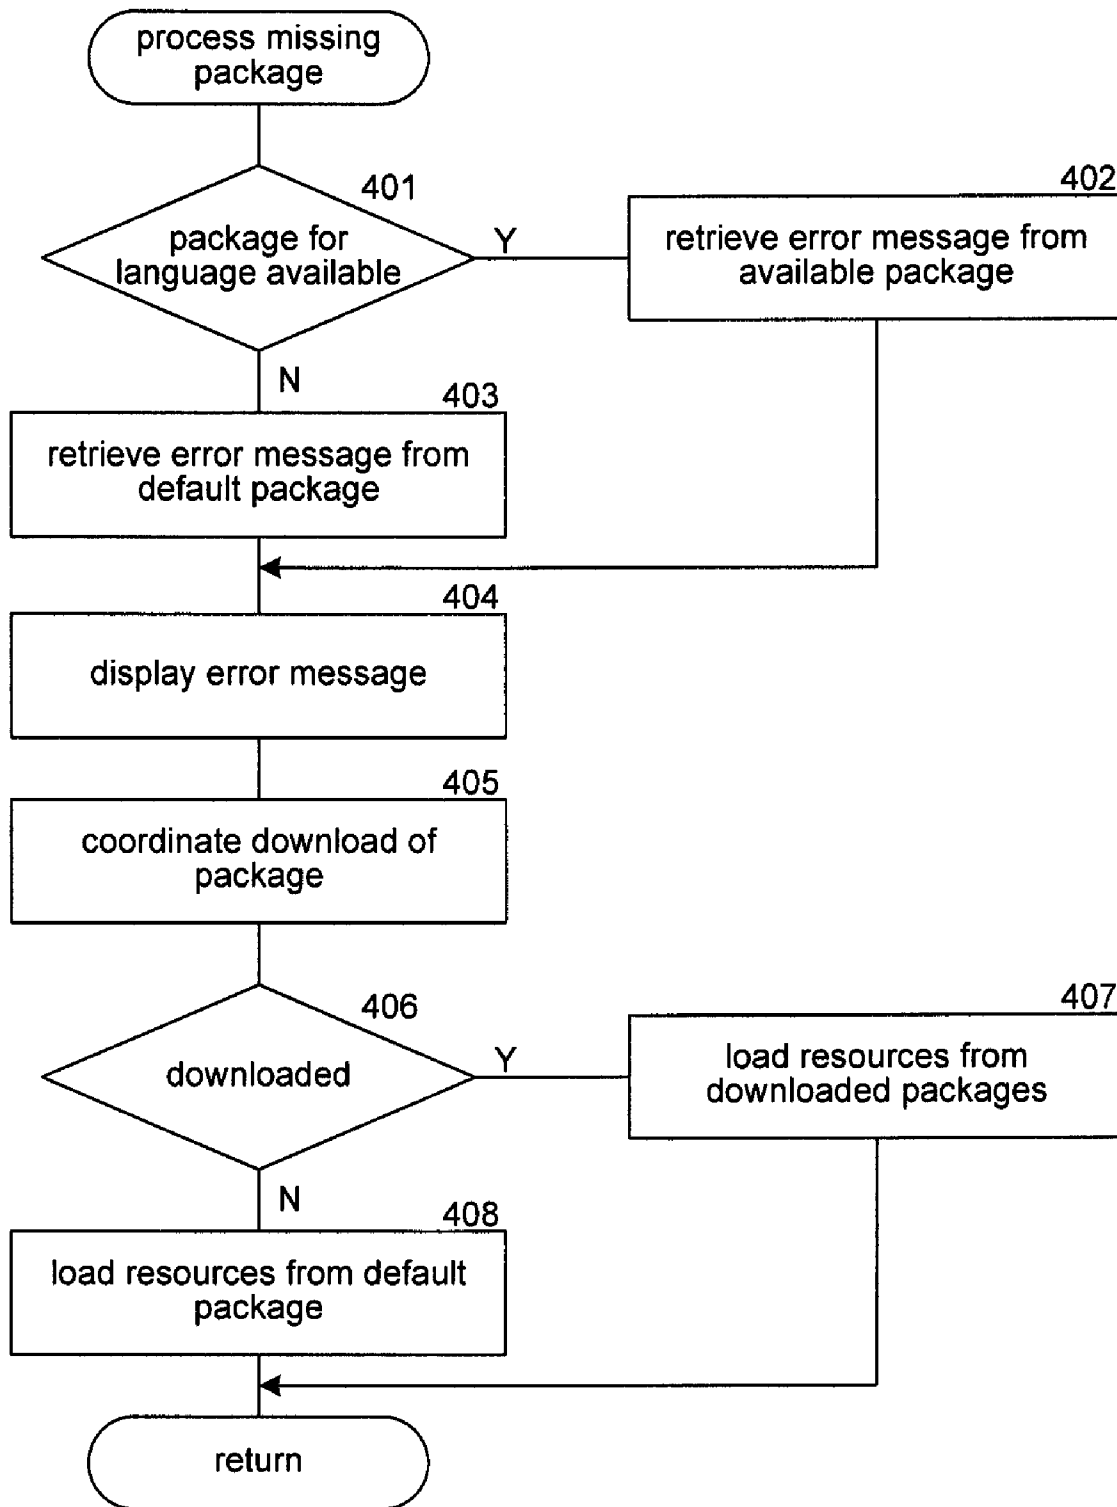 process missing
package
401
package for
language available
Y
402
retrieve error message from
available package
N
403
retrieve error message from
default package
404
display error message
405
coordinate download of
package
406
downloaded
Y
407
load resources from
downloaded packages
N
408
load resources from default
package
return